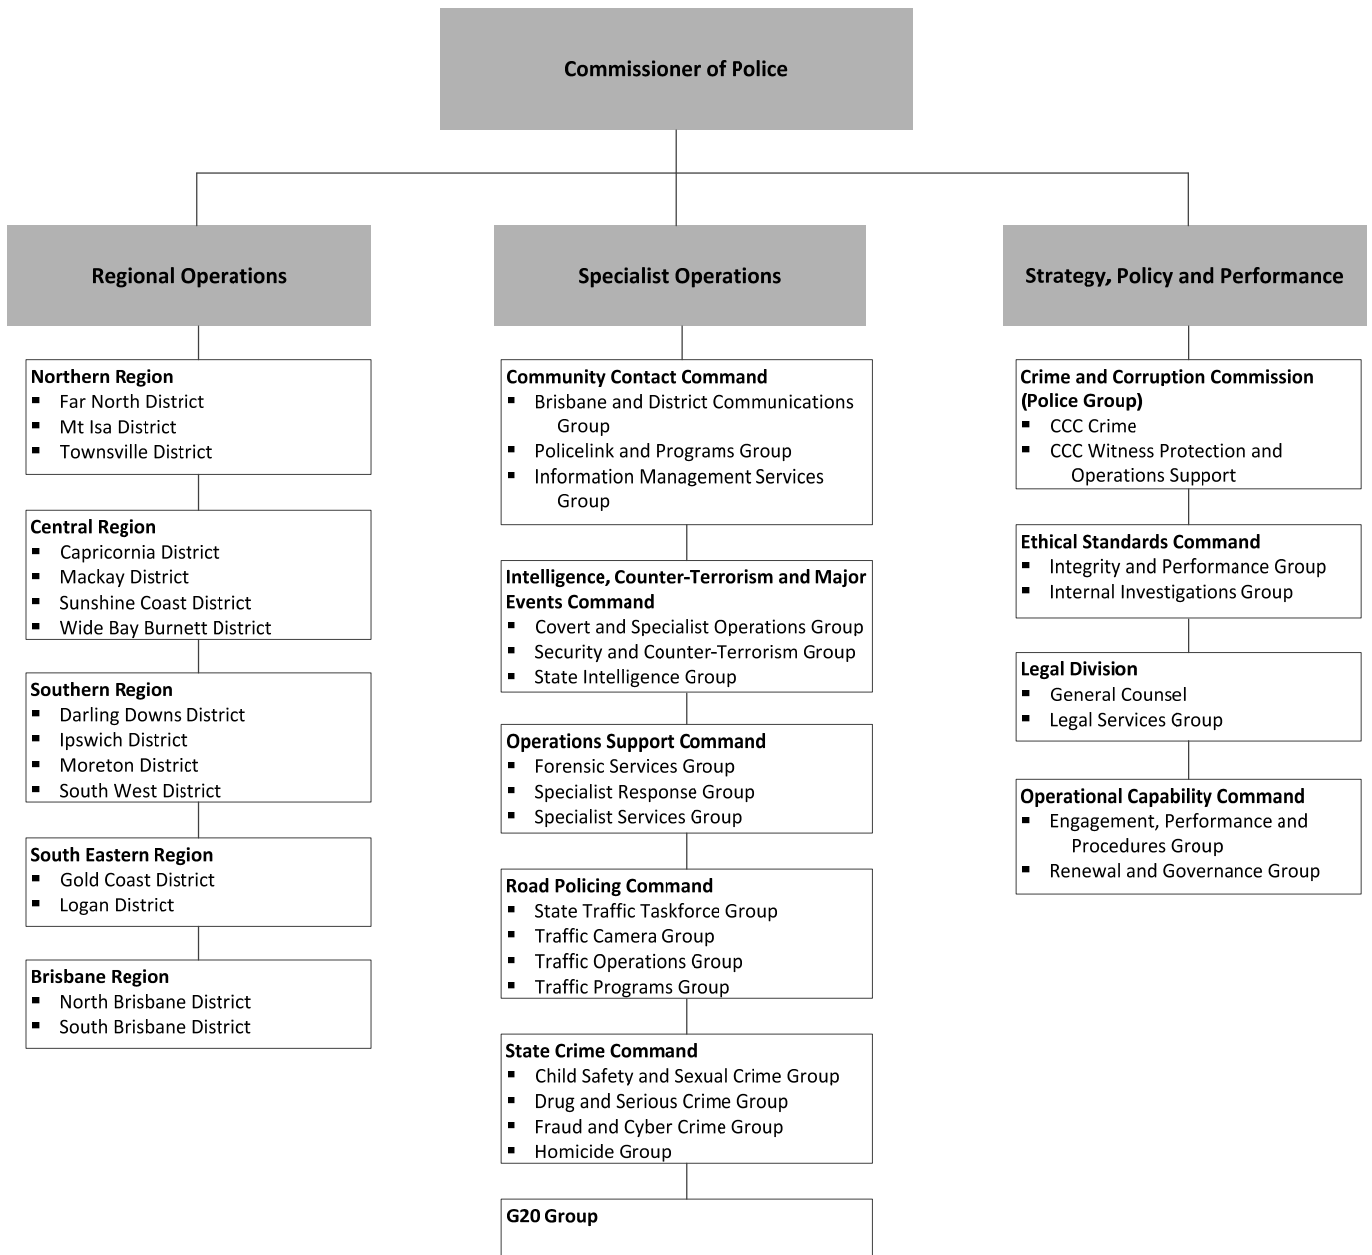 Commissioner of Police
Regional Operations
Northern Region
▪ Far North District
▪ Mt Isa District
▪ Townsville District
Central Region
▪ Capricornia District
▪ Mackay District
▪ Sunshine Coast District
▪ Wide Bay Burnett District
Southern Region
▪ Darling Downs District
▪ Ipswich District
▪ Moreton District
▪ South West District
South Eastern Region
▪ Gold Coast District
▪ Logan District
Brisbane Region
▪ North Brisbane District
▪ South Brisbane District
Specialist Operations
Community Contact Command
▪ Brisbane and District Communications
Group
▪ Policelink and Programs Group
▪ Information Management Services
Group
Intelligence, Counter-Terrorism and Major
Events Command
▪ Covert and Specialist Operations Group
▪ Security and Counter-Terrorism Group
▪ State Intelligence Group
Operations Support Command
▪ Forensic Services Group
▪ Specialist Response Group
▪ Specialist Services Group
Road Policing Command
▪ State Traffic Taskforce Group
▪ Traffic Camera Group
▪ Traffic Operations Group
▪ Traffic Programs Group
State Crime Command
▪ Child Safety and Sexual Crime Group
▪ Drug and Serious Crime Group
▪ Fraud and Cyber Crime Group
▪ Homicide Group
G20 Group
Strategy, Policy and Performance
Crime and Corruption Commission
(Police Group)
▪ CCC Crime
▪ CCC Witness Protection and
Operations Support
Ethical Standards Command
▪ Integrity and Performance Group
▪ Internal Investigations Group
Legal Division
▪ General Counsel
▪ Legal Services Group
Operational Capability Command
▪ Engagement, Performance and
Procedures Group
▪ Renewal and Governance Group